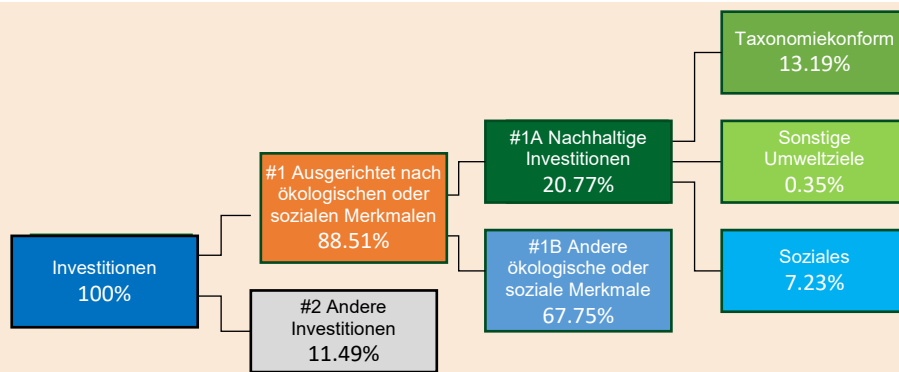 Investitionen
100%
#1 Ausgerichtet nach
ökologischen oder
sozialen Merkmalen
88.51%
#2 Andere
Investitionen
11.49%
#1A Nachhaltige
Investitionen
20.77%
#1B Andere
ökologische oder
soziale Merkmale
67.75%
Taxonomiekonform
13.19%
Sonstige
Umweltziele
0.35%
Soziales
7.23%